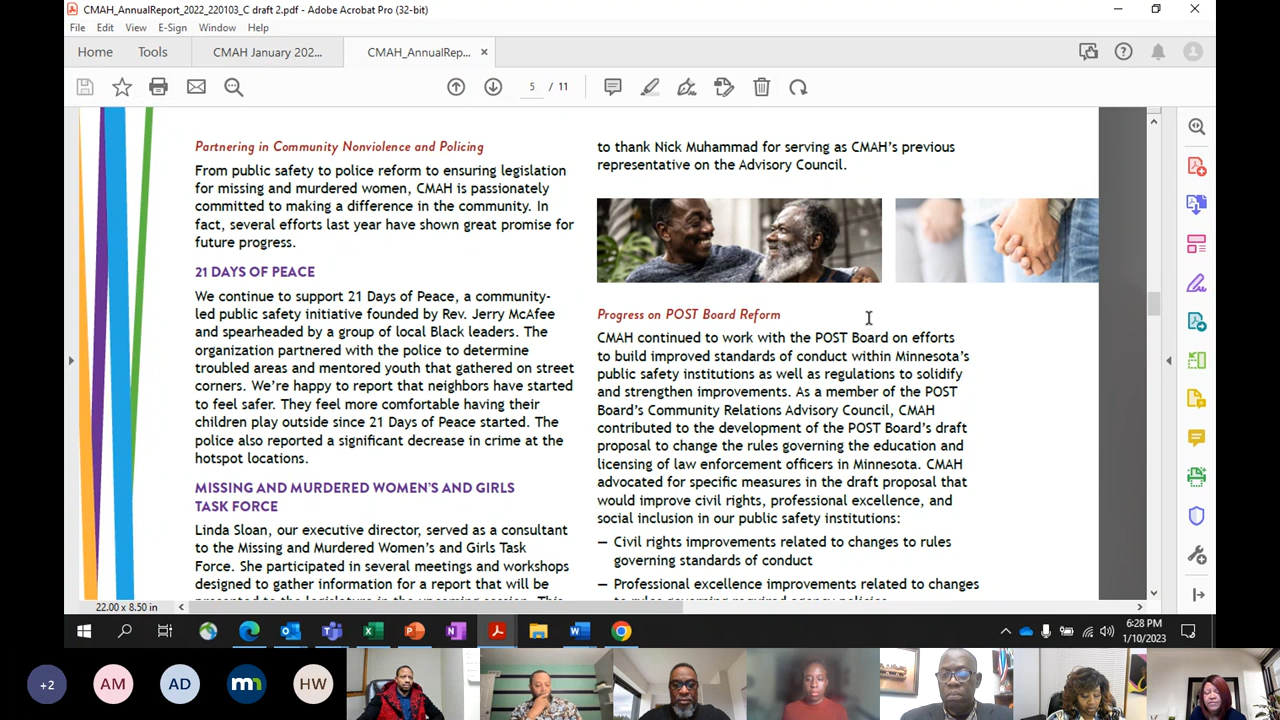 CMAH_AnnualReport_2022_220103_C draft 2.pdf - Adobe Acrobat Pro (32-bit)
File Edit View E-Sign Window Help
Home Tools CMAH January 202... CMAH_AnnualRep... ×
5 / 11
Partnering in Community Nonviolence and Policing
From public safety to police reform to ensuring legislation
for missing and murdered women, CMAH is passionately
committed to making a difference in the community. In
fact, several efforts last year have shown great promise for
future progress.
21 DAYS OF PEACE
We continue to support 21 Days of Peace, a community-
led public safety initiative founded by Rev. Jerry McAfee
and spearheaded by a group of local Black leaders. The
organization partnered with the police to determine
troubled areas and mentored youth that gathered on street
corners. We're happy to report that neighbors have started
to feel safer. They feel more comfortable having their
children play outside since 21 Days of Peace started. The
police also reported a significant decrease in crime at the
hotspot locations.
MISSING AND MURDERED WOMEN'S AND GIRLS
TASK FORCE
Linda Sloan, our executive director, served as a consultant
to the Missing and Murdered Women's and Girls Task
Force. She participated in several meetings and workshops
designed to gather information for a report that will be
presented to the legislature in the upcoming session. This
to thank Nick Muhammad for serving as CMAH's previous
representative on the Advisory Council.
Progress on POST Board Reform
CMAH continued to work with the POST Board on efforts
to build improved standards of conduct within Minnesota's
public safety institutions as well as regulations to solidify
and strengthen improvements. As a member of the POST
Board's Community Relations Advisory Council, CMAH
contributed to the development of the POST Board's draft
proposal to change the rules governing the education and
licensing of law enforcement officers in Minnesota. CMAH
advocated for specific measures in the draft proposal that
would improve civil rights, professional excellence, and
social inclusion in our public safety institutions:
– Civil rights improvements related to changes to rules
governing standards of conduct
– Professional excellence improvements related to changes
to rules governing required agency policies
22.00 x 8.50 in
6:28 PM
1/10/2023
+2 AM AD mn HW